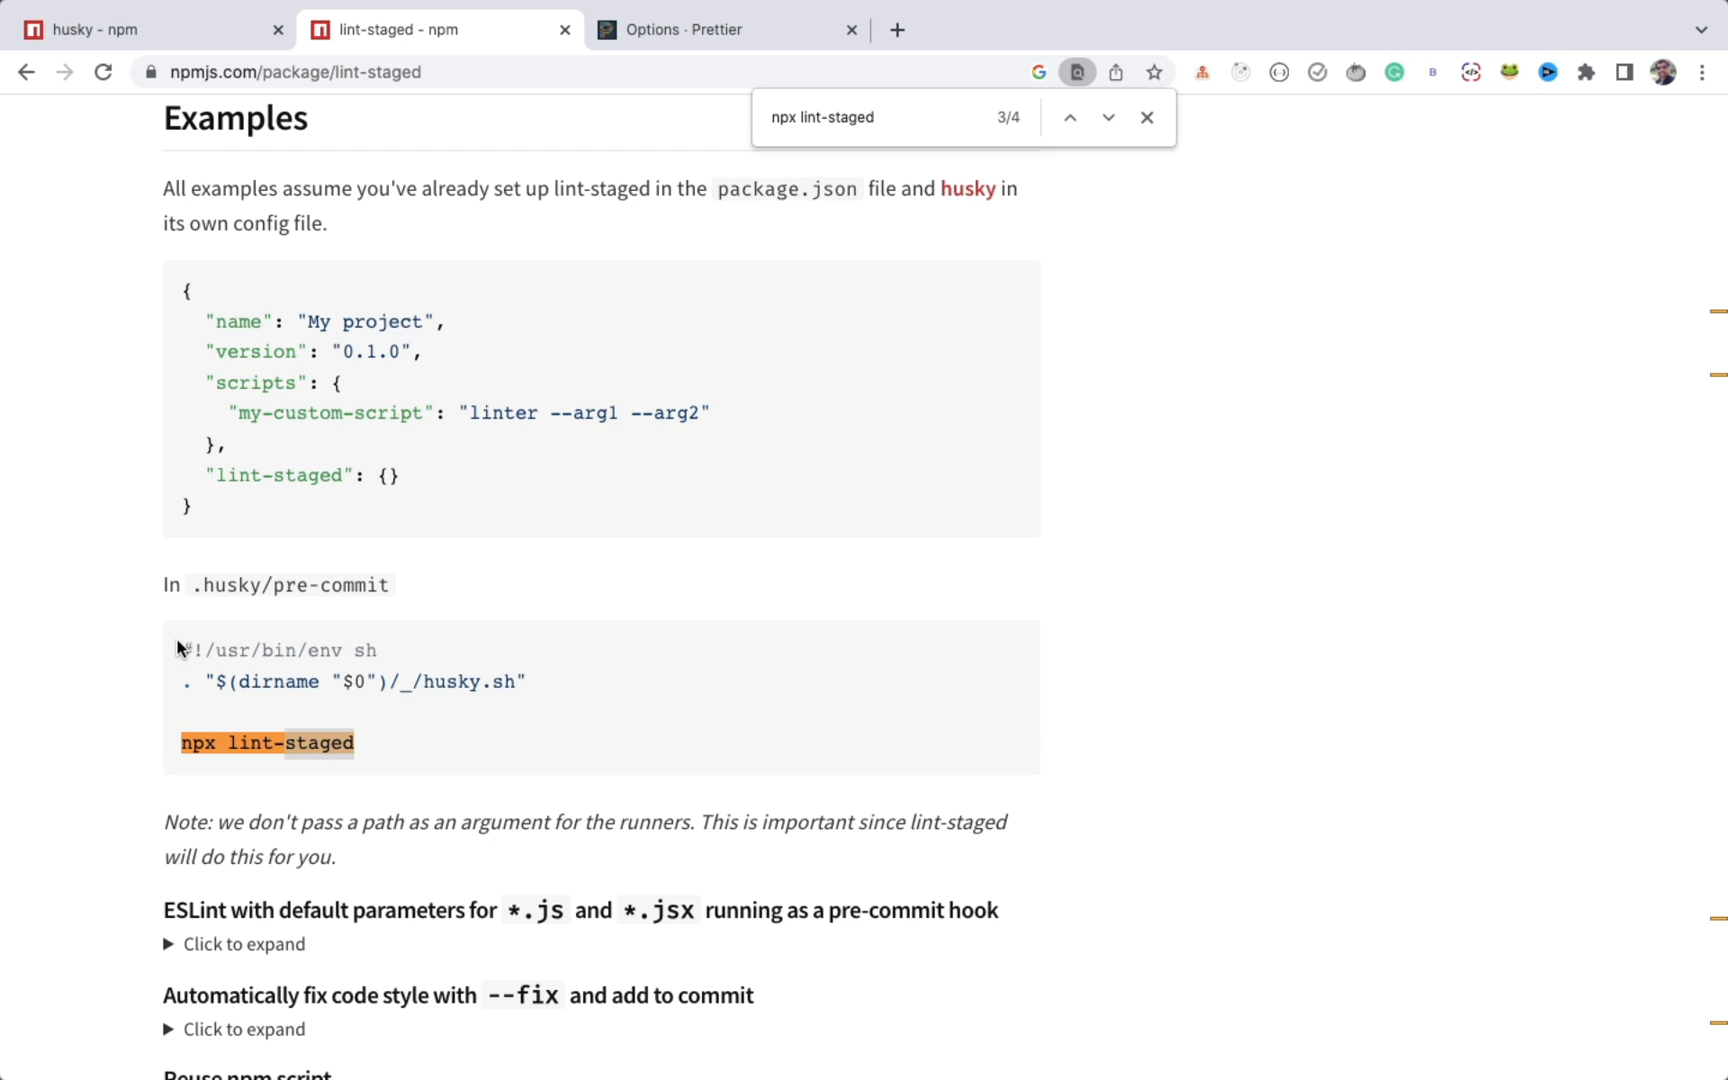 husky - npm
lint-staged - npm
Options · Prettier
npmjs.com/package/lint-staged
npx lint-staged 3/4
Examples
All examples assume you've already set up lint-staged in the package.json file and husky in
its own config file.
{
"name": "My project",
"version": "0.1.0",
"scripts": {
"my-custom-script": "linter --arg1 --arg2"
},
"lint-staged": {}
}
In .husky/pre-commit
#!/usr/bin/env sh
. "$(dirname "$0")/_/husky.sh"
npx lint-staged
Note: we don't pass a path as an argument for the runners. This is important since lint-staged
will do this for you.
ESLint with default parameters for *.js and *.jsx running as a pre-commit hook
Click to expand
Automatically fix code style with --fix and add to commit
Click to expand
Reuse npm script